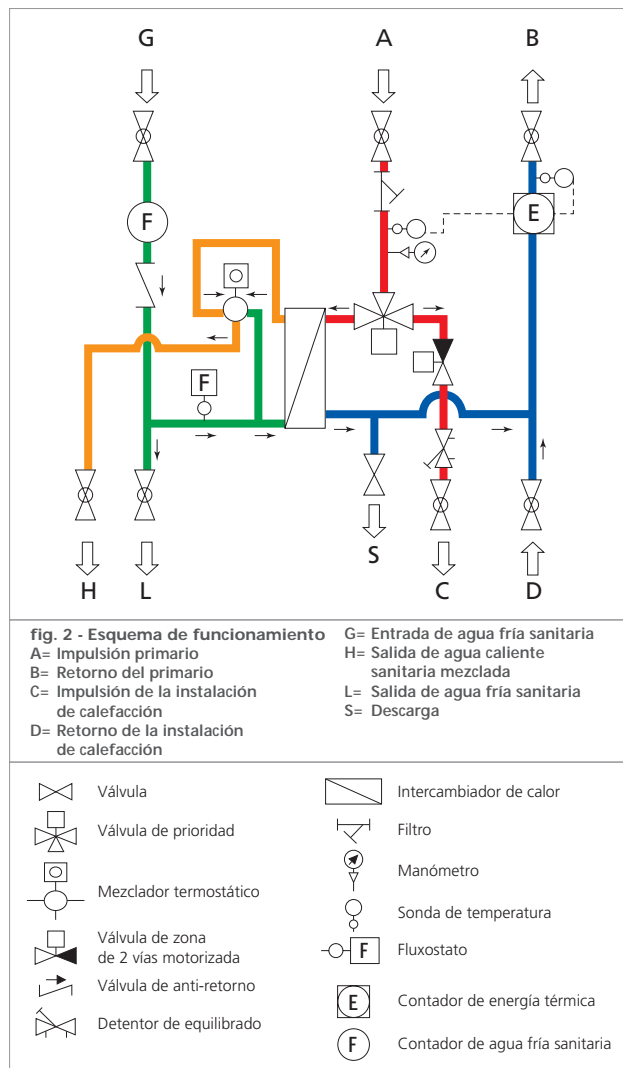 G A B
E
F
F
S
H L C D
fig. 2 - Esquema de funcionamiento
A= Impulsión primario
B= Retorno del primario
C= Impulsión de la instalación
de calefacción
D= Retorno de la instalación
de calefacción
G= Entrada de agua fría sanitaria
H= Salida de agua caliente
sanitaria mezclada
L= Salida de agua fría sanitaria
S= Descarga
Válvula
Válvula de prioridad
Mezclador termostático
Válvula de zona
de 2 vías motorizada
Válvula de anti-retorno
Detentor de equilibrado
Intercambiador de calor
Filtro
Manómetro
Sonda de temperatura
F Fluxostato
E Contador de energía térmica
F Contador de agua fría sanitaria